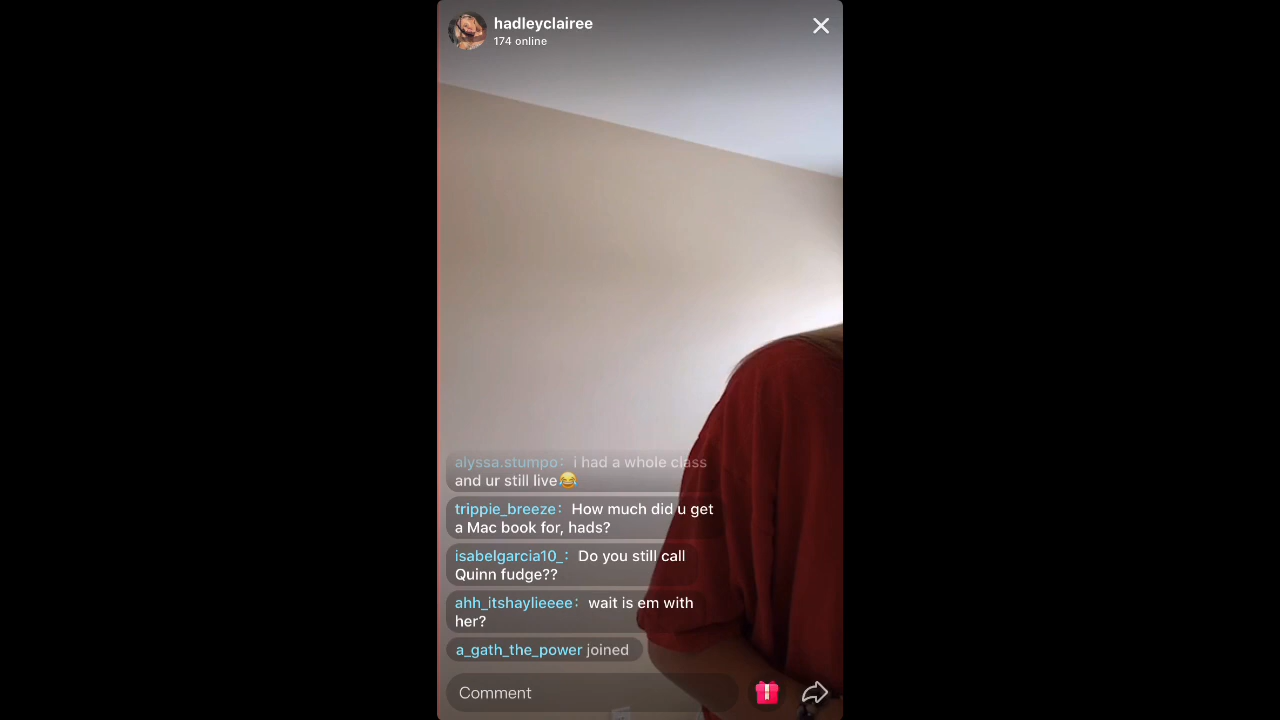 hadleyclairee
174 online
alyssa.stumpo: i had a whole class
and ur still live😂
trippie_breeze: How much did u get
a Mac book for, hads?
isabelgarcia10_: Do you still call
Quinn fudge??
ahh_itshaylieeee: wait is em with
her?
a_gath_the_power joined
Comment